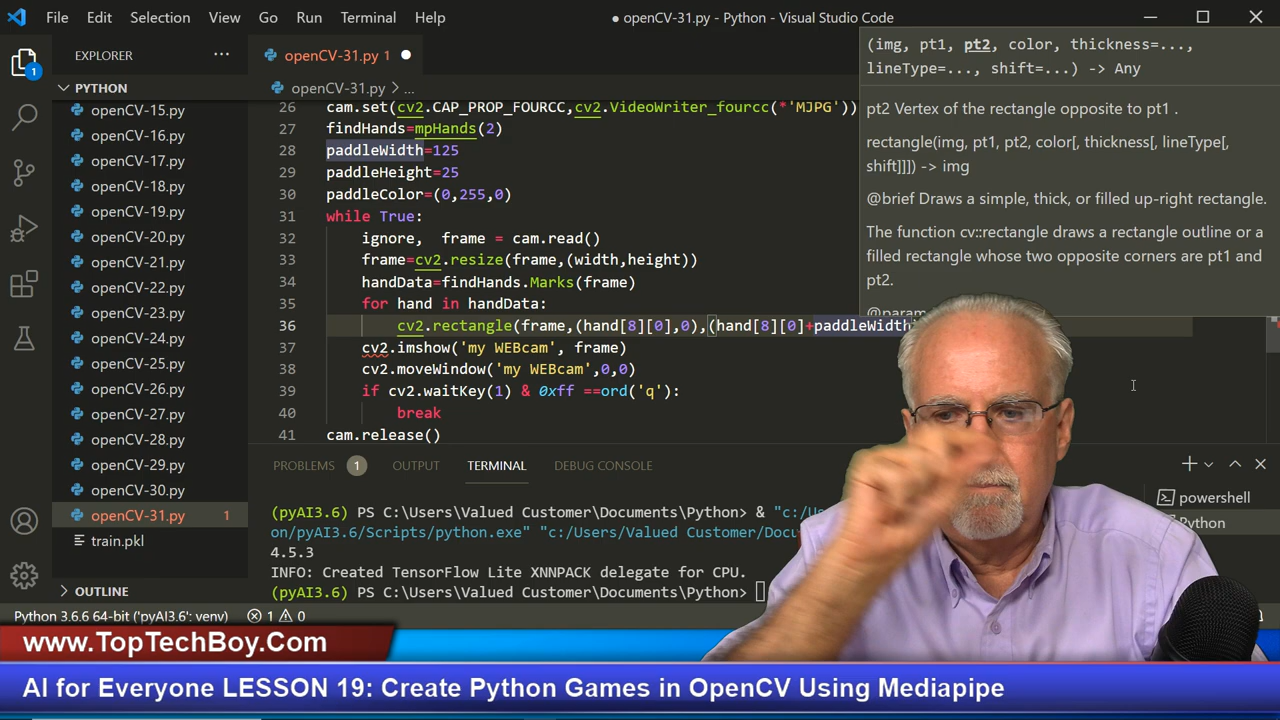 File Edit Selection View Go Run Terminal Help
● openCV-31.py - Python - Visual Studio Code
EXPLORER
PYTHON
openCV-15.py
openCV-16.py
openCV-17.py
openCV-18.py
openCV-19.py
openCV-20.py
openCV-21.py
openCV-22.py
openCV-23.py
openCV-24.py
openCV-25.py
openCV-26.py
openCV-27.py
openCV-28.py
openCV-29.py
openCV-30.py
openCV-31.py 1
train.pkl
OUTLINE
1
openCV-31.py 1 ●
openCV-31.py > ...
26 cam.set(cv2.CAP_PROP_FOURCC,cv2.VideoWriter_fourcc(*'MJPG'))
27 findHands=mpHands(2)
28 paddleWidth=125
29 paddleHeight=25
30 paddleColor=(0,255,0)
31 while True:
32 ignore,  frame = cam.read()
33 frame=cv2.resize(frame,(width,height))
34 handData=findHands.Marks(frame)
35 for hand in handData:
36 cv2.rectangle(frame,(hand[8][0],0),(hand[8][0]+paddleWidth
37 cv2.imshow('my WEBcam', frame)
38 cv2.moveWindow('my WEBcam',0,0)
39 if cv2.waitKey(1) & 0xff ==ord('q'):
40 break
41 cam.release()
(img, pt1, pt2, color, thickness=...,
lineType=..., shift=...) -> Any
pt2 Vertex of the rectangle opposite to pt1 .
rectangle(img, pt1, pt2, color[, thickness[, lineType[,
shift]]]) -> img
@brief Draws a simple, thick, or filled up-right rectangle.
The function cv::rectangle draws a rectangle outline or a
filled rectangle whose two opposite corners are pt1 and
pt2.
@param
PROBLEMS 1 OUTPUT TERMINAL DEBUG CONSOLE
(pyAI3.6) PS C:\Users\Valued Customer\Documents\Python> & "c:/U
on/pyAI3.6/Scripts/python.exe" "c:/Users/Valued Customer/Docu
4.5.3
INFO: Created TensorFlow Lite XNNPACK delegate for CPU.
(pyAI3.6) PS C:\Users\Valued Customer\Documents\Python>
powershell
Python
Python 3.6.6 64-bit ('pyAI3.6': venv) 1 0
www.TopTechBoy.Com
AI for Everyone LESSON 19: Create Python Games in OpenCV Using Mediapipe